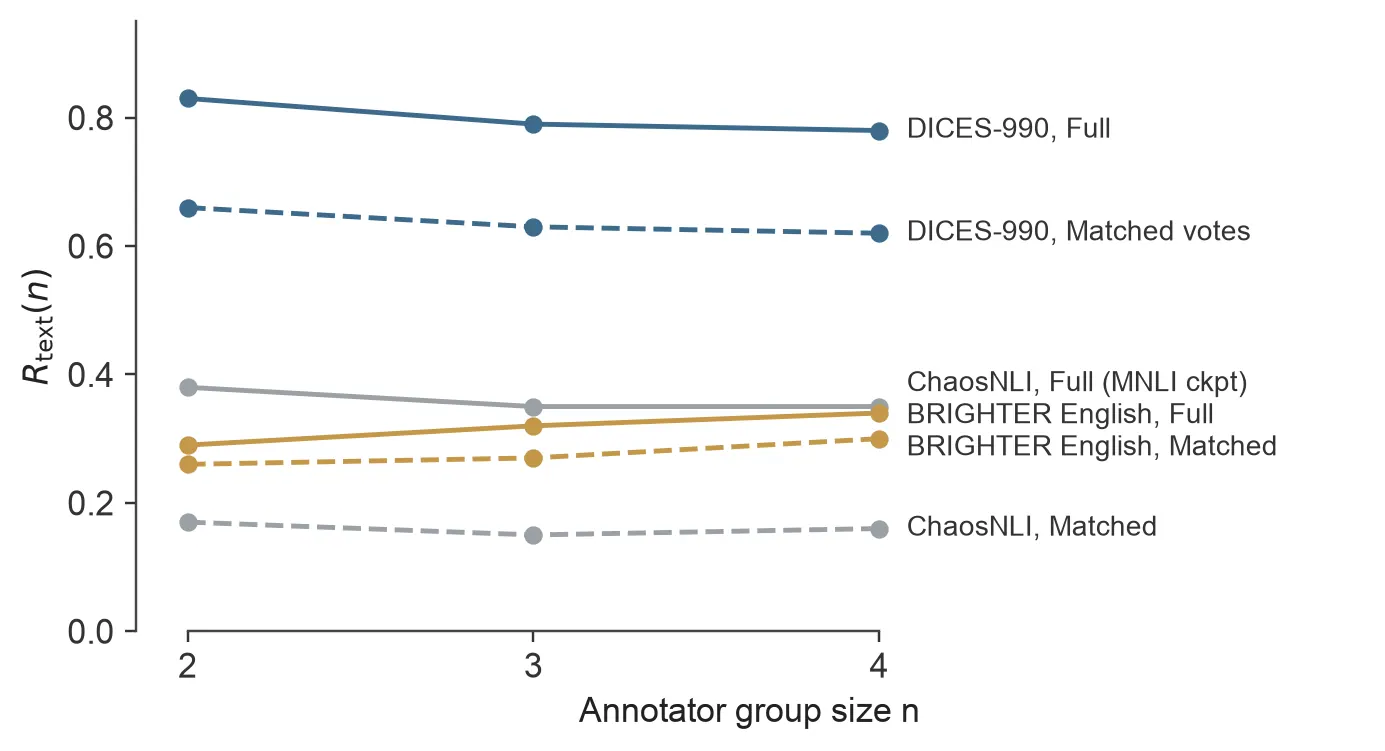 0.8
0.6
0.4
0.2
0.0
R_text(n)
DICES-990, Full
DICES-990, Matched votes
ChaosNLI, Full (MNLI ckpt)
BRIGHTER English, Full
BRIGHTER English, Matched
ChaosNLI, Matched
2 3 4
Annotator group size n